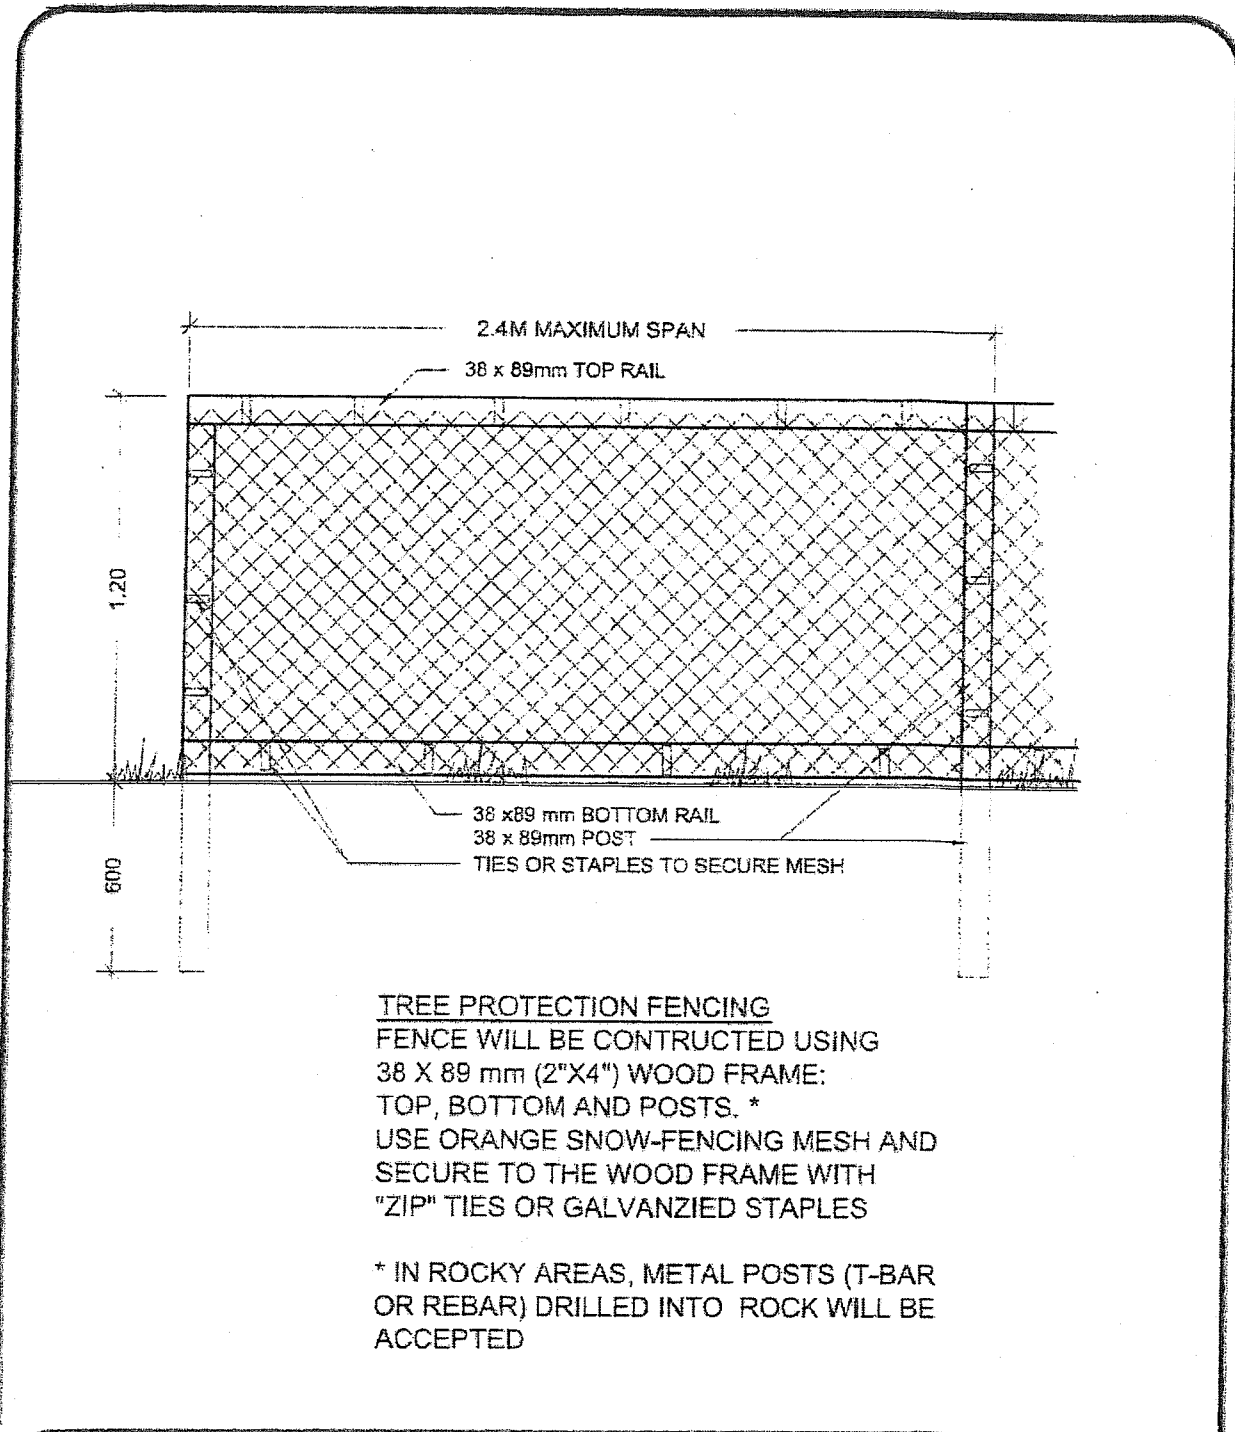 2.4M MAXIMUM SPAN
38 x 89mm TOP RAIL
1.20
38 x89 mm BOTTOM RAIL
38 x 89mm POST
TIES OR STAPLES TO SECURE MESH
600
TREE PROTECTION FENCING
FENCE WILL BE CONTRUCTED USING
38 X 89 mm (2"X4") WOOD FRAME:
TOP, BOTTOM AND POSTS. *
USE ORANGE SNOW-FENCING MESH AND
SECURE TO THE WOOD FRAME WITH
"ZIP" TIES OR GALVANZIED STAPLES
* IN ROCKY AREAS, METAL POSTS (T-BAR
OR REBAR) DRILLED INTO ROCK WILL BE
ACCEPTED